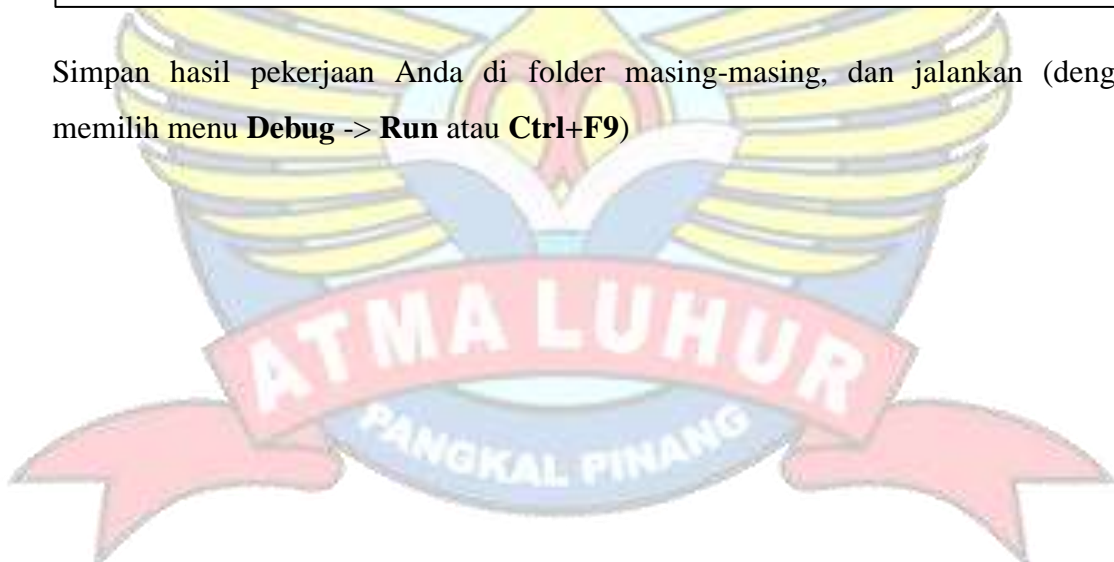 Simpan hasil pekerjaan Anda di folder masing-masing, dan jalankan (deng
memilih menu Debug -> Run atau Ctrl+F9)
ATMA LUHUR
PANGKAL PINANG